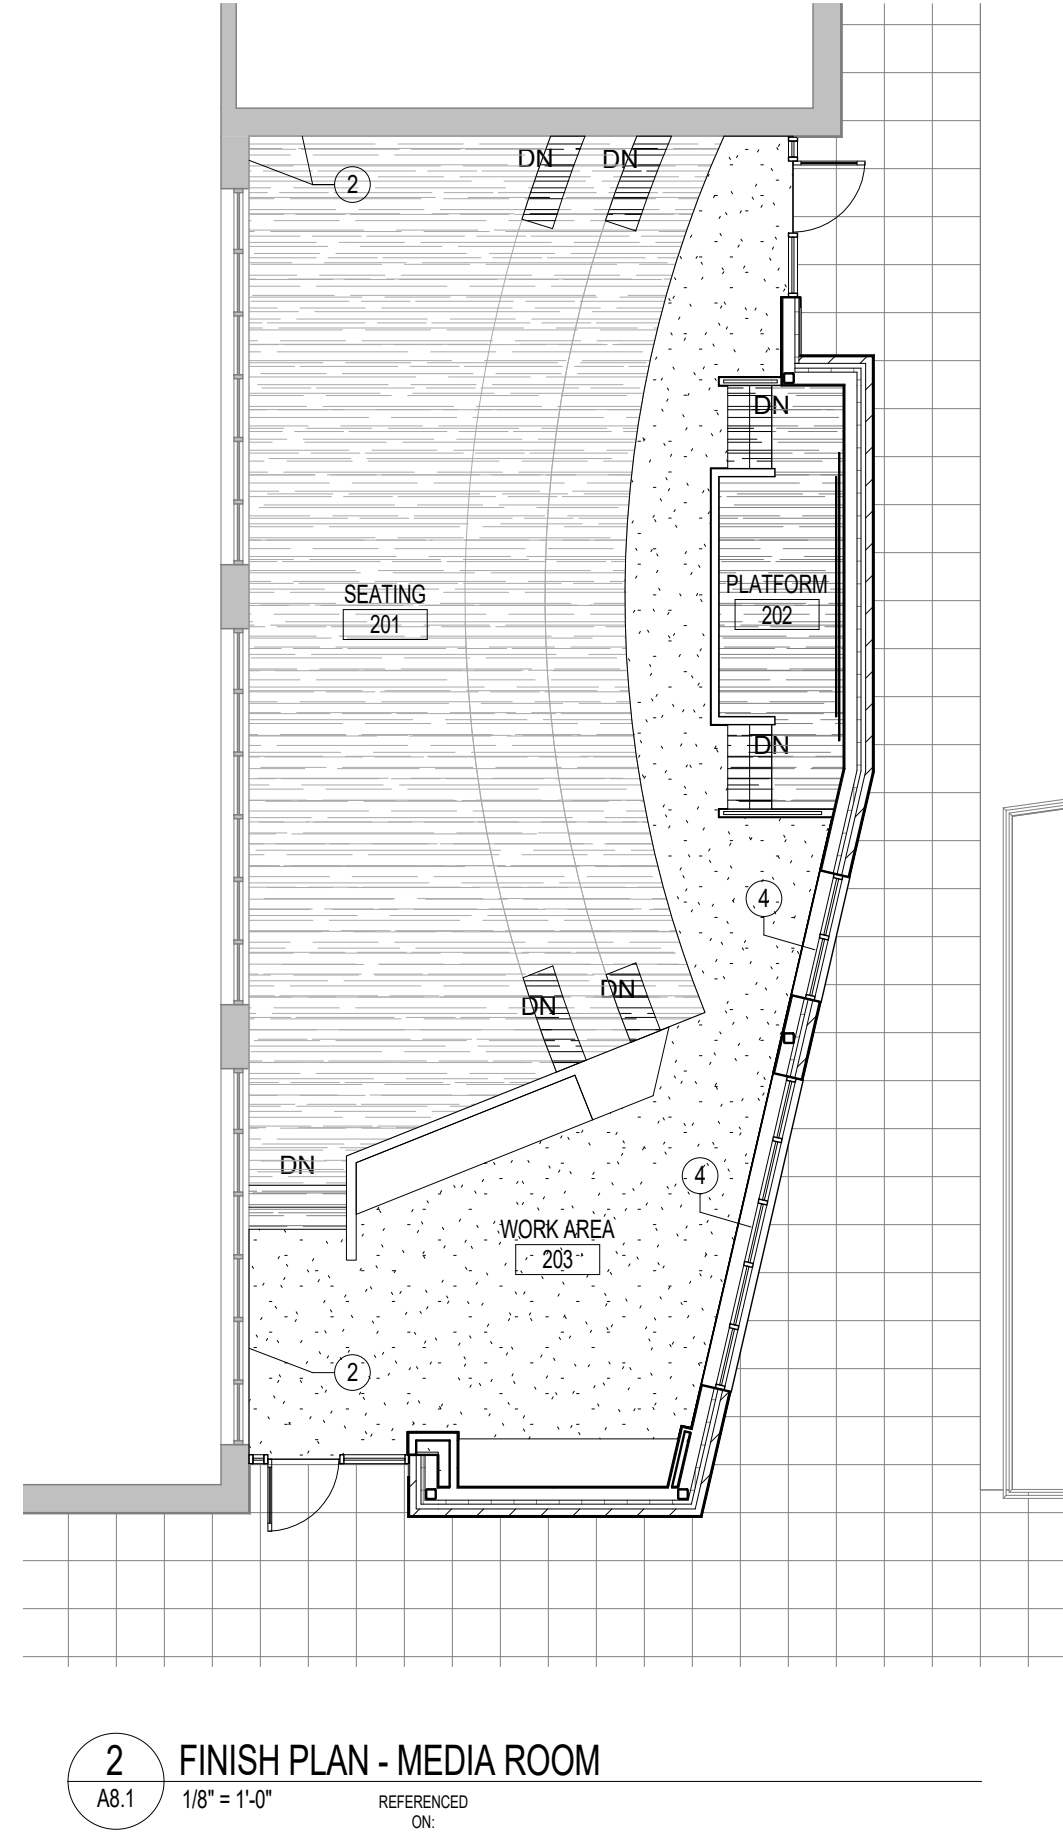 DN DN
2
DN
SEATING
201
PLATFORM
202
DN
4
DN
DN
DN
4
WORK AREA
203
2
2
A8.1
FINISH PLAN - MEDIA ROOM
1/8" = 1'-0"
REFERENCED
ON: